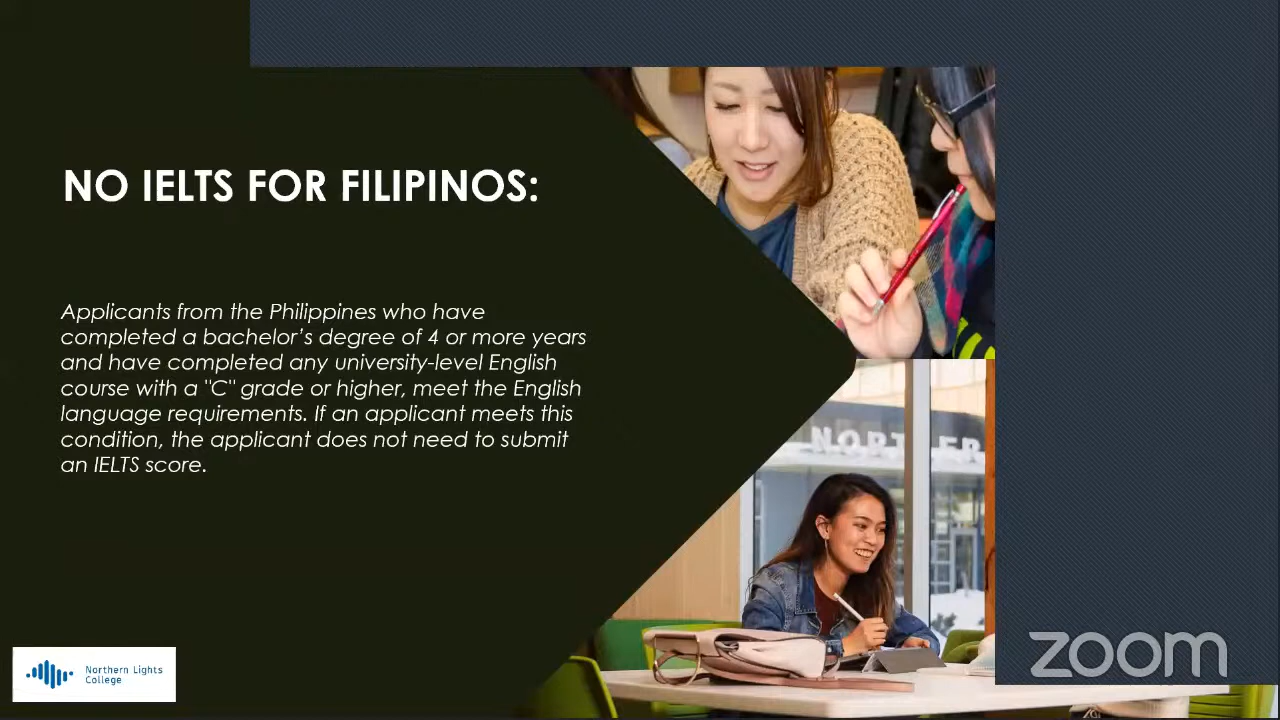 NO IELTS FOR FILIPINOS:
Applicants from the Philippines who have
completed a bachelor's degree of 4 or more years
and have completed any university-level English
course with a "C" grade or higher, meet the English
language requirements. If an applicant meets this
condition, the applicant does not need to submit
an IELTS score.
Northern Lights
College
zoom